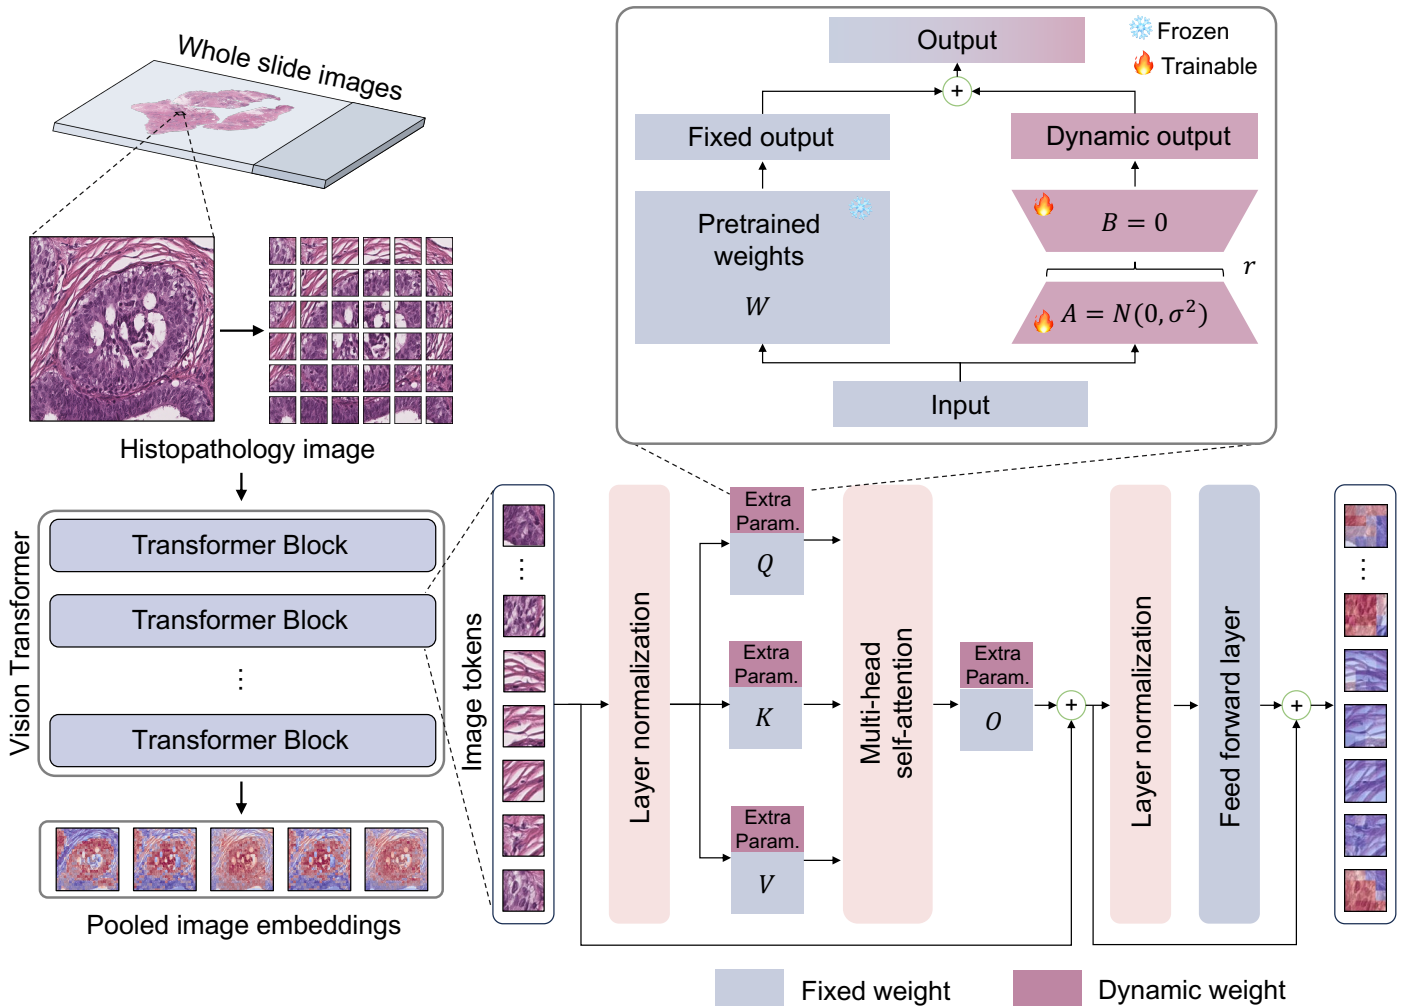 Whole slide images
Histopathology image
Vision Transformer
Transformer Block
Transformer Block
⋮
Transformer Block
Pooled image embeddings
Output
Frozen
Trainable
+
Fixed output
Dynamic output
Pretrained
weights
W
B = 0
r
A = N(0, σ²)
Input
Image tokens
⋮
Layer normalization
Extra
Param.
Q
Extra
Param.
K
Extra
Param.
V
Multi-head
self-attention
Extra
Param.
O
+
Layer normalization
Feed forward layer
+
⋮
Fixed weight
Dynamic weight